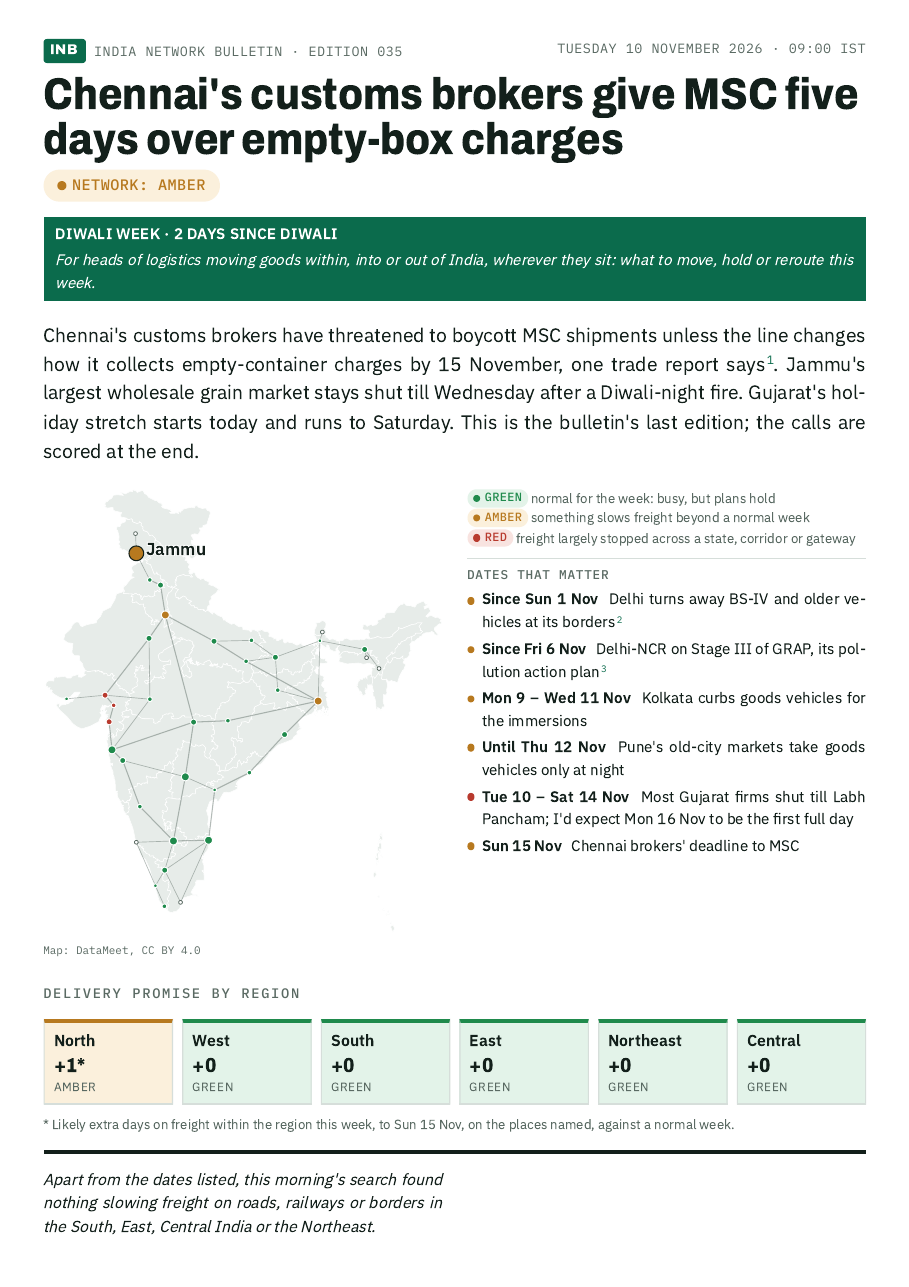 INB INDIA NETWORK BULLETIN · EDITION 035
TUESDAY 10 NOVEMBER 2026 · 09:00 IST
Chennai's customs brokers give MSC five
days over empty-box charges
NETWORK: AMBER
DIWALI WEEK · 2 DAYS SINCE DIWALI
For heads of logistics moving goods within, into or out of India, wherever they sit: what to move, hold or reroute this
week.
Chennai's customs brokers have threatened to boycott MSC shipments unless the line changes
how it collects empty-container charges by 15 November, one trade report says¹. Jammu's
largest wholesale grain market stays shut till Wednesday after a Diwali-night fire. Gujarat's hol-
iday stretch starts today and runs to Saturday. This is the bulletin's last edition; the calls are
scored at the end.
Jammu
Map: DataMeet, CC BY 4.0
GREEN normal for the week: busy, but plans hold
AMBER something slows freight beyond a normal week
RED freight largely stopped across a state, corridor or gateway
DATES THAT MATTER
Since Sun 1 Nov Delhi turns away BS-IV and older ve-
hicles at its borders²
Since Fri 6 Nov Delhi-NCR on Stage III of GRAP, its pol-
lution action plan³
Mon 9 – Wed 11 Nov Kolkata curbs goods vehicles for
the immersions
Until Thu 12 Nov Pune's old-city markets take goods
vehicles only at night
Tue 10 – Sat 14 Nov Most Gujarat firms shut till Labh
Pancham; I'd expect Mon 16 Nov to be the first full day
Sun 15 Nov Chennai brokers' deadline to MSC
DELIVERY PROMISE BY REGION
North
+1*
AMBER
West
+0
GREEN
South
+0
GREEN
East
+0
GREEN
Northeast
+0
GREEN
Central
+0
GREEN
* Likely extra days on freight within the region this week, to Sun 15 Nov, on the places named, against a normal week.
Apart from the dates listed, this morning's search found
nothing slowing freight on roads, railways or borders in
the South, East, Central India or the Northeast.